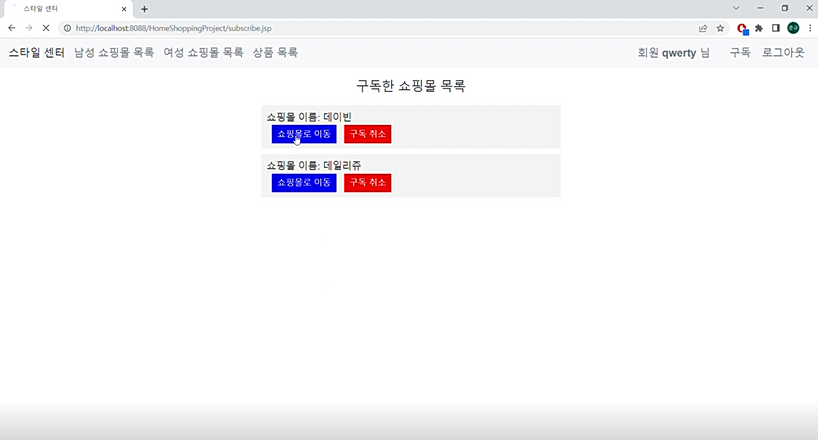 스타일 센터
http://localhost:8088/HomeShoppingProject/subscribe.jsp
스타일 센터 남성 쇼핑몰 목록 여성 쇼핑몰 목록 상품 목록 회원 qwerty 님 구독 로그아웃
구독한 쇼핑몰 목록
쇼핑몰 이름: 데이빈
쇼핑몰로 이동 구독 취소
쇼핑몰 이름: 데일리쥬
쇼핑몰로 이동 구독 취소